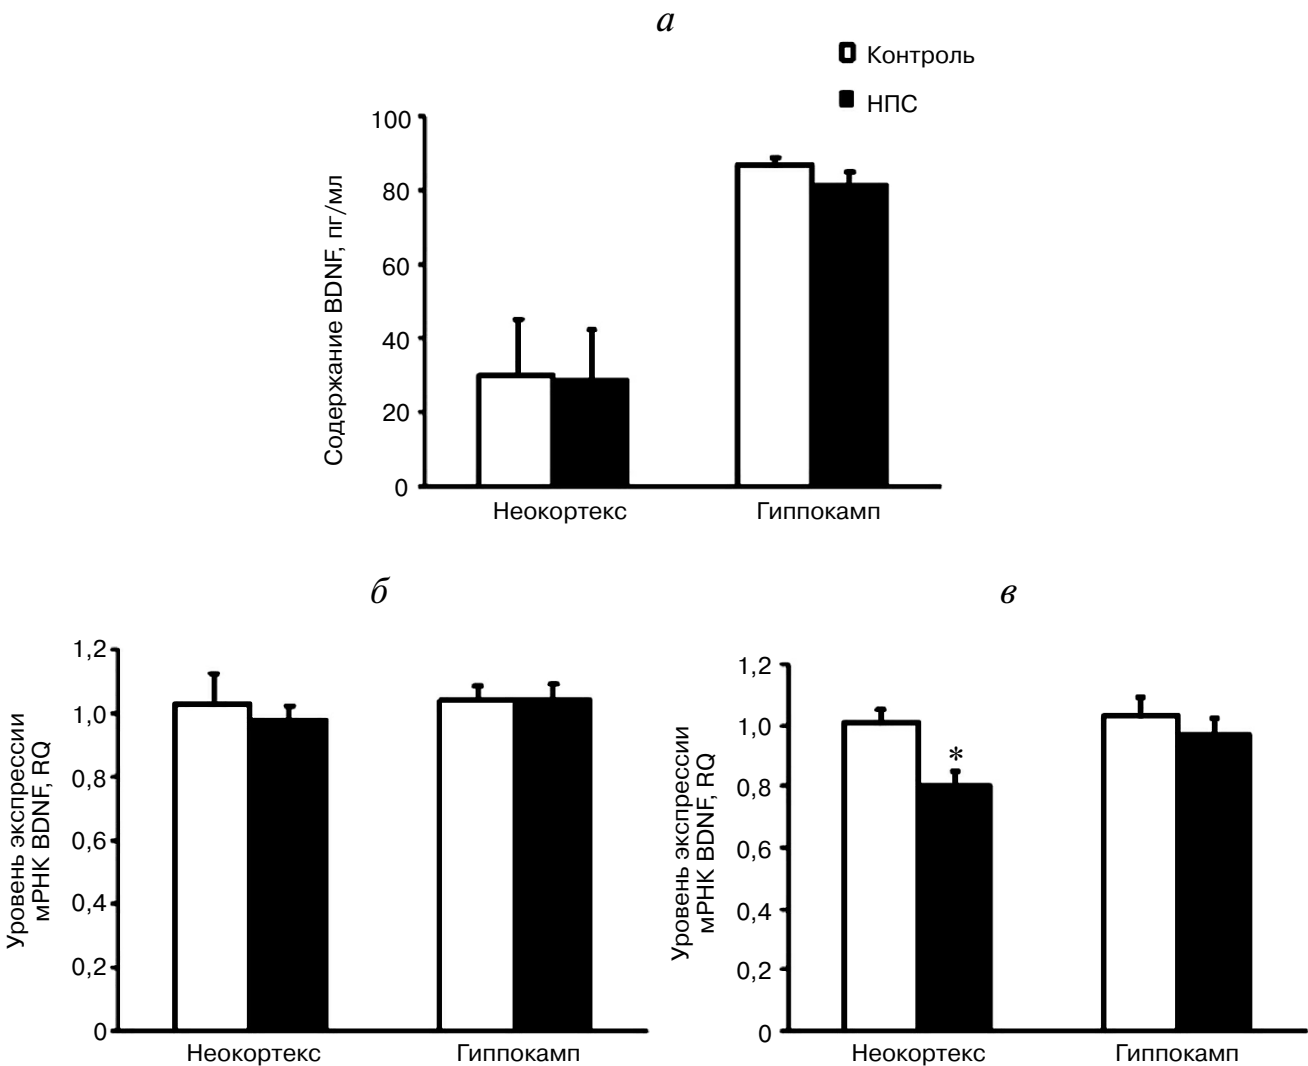 а
Контроль
НПС
Содержание BDNF, пг/мл
100
80
60
40
20
0
Неокортекс Гиппокамп
б
Уровень экспрессии
мРНК BDNF, RQ
1,2
1,0
0,8
0,6
0,4
0,2
0
Неокортекс Гиппокамп
в
Уровень экспрессии
мРНК BDNF, RQ
1,2
1,0
0,8
0,6
0,4
0,2
0
*
Неокортекс Гиппокамп